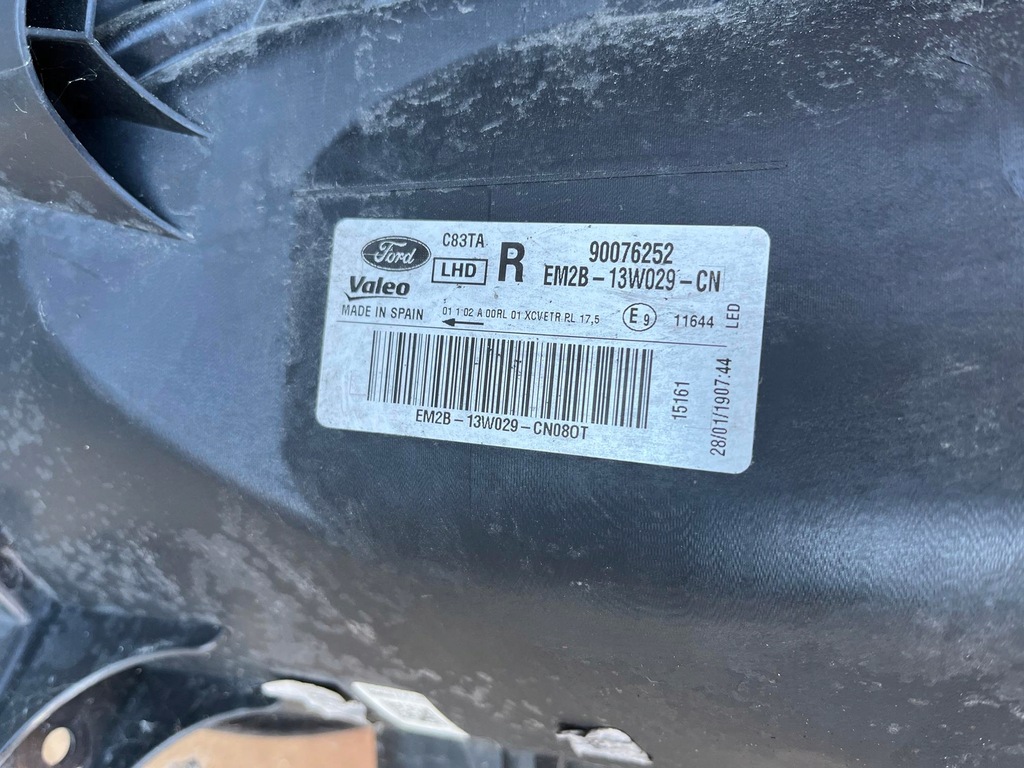 Ford
C83TA
LHD
R
90076252
EM2B-13W029-CN
Valeo
MADE IN SPAIN
01 1 02 A 00RL 01 XCVETR PL 17,5
E9
11644
LED
15161
28/01/1907:44
EM2B-13W029-CN08OT